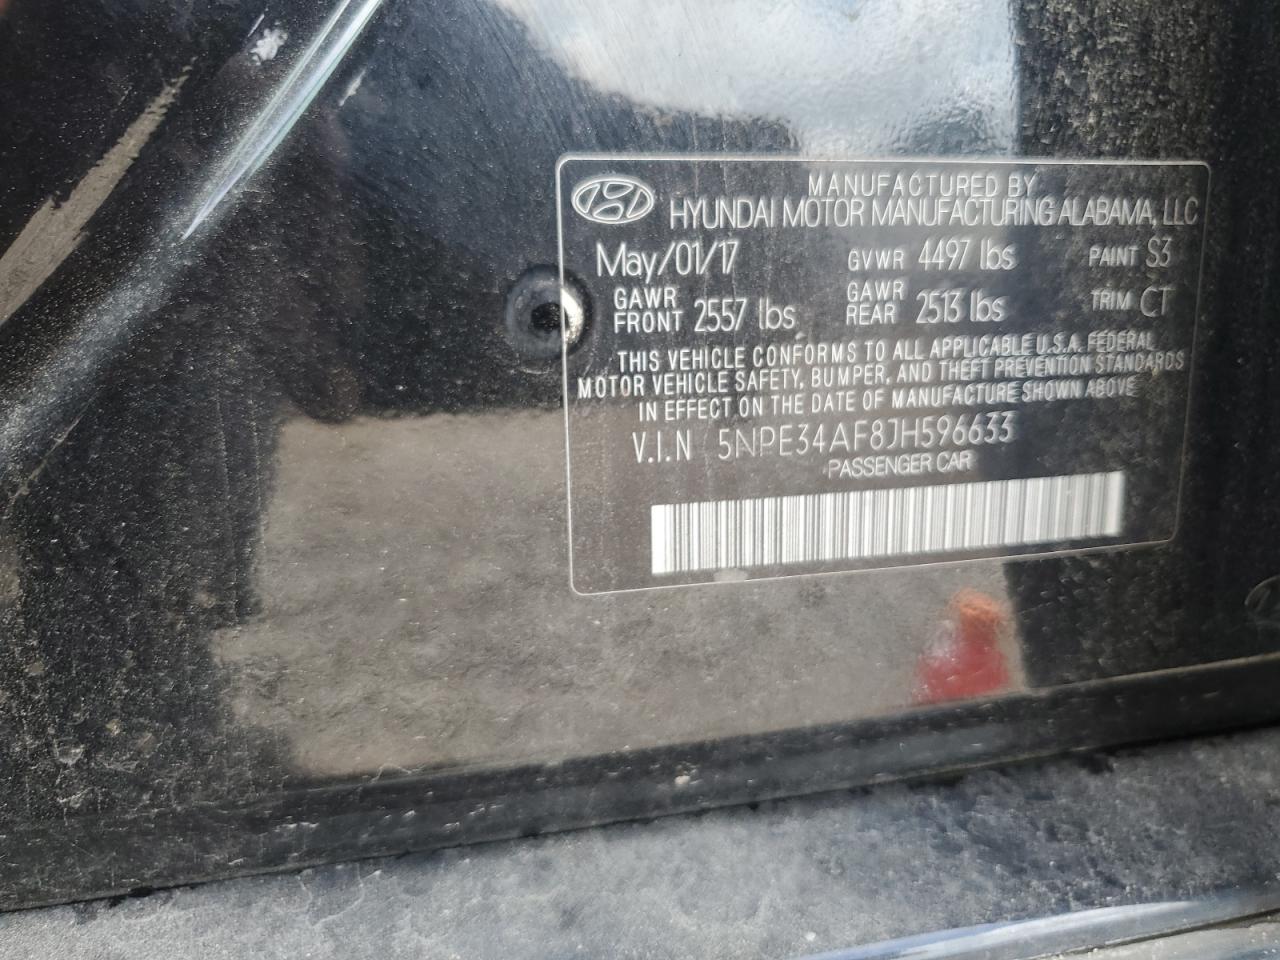 MANUFACTURED BY
HYUNDAI MOTOR MANUFACTURING ALABAMA, LLC
May/01/17 GVWR 4497 lbs PAINT S3
GAWR FRONT 2557 lbs GAWR REAR 2513 lbs TRIM CT
THIS VEHICLE CONFORMS TO ALL APPLICABLE U.S.A. FEDERAL
MOTOR VEHICLE SAFETY, BUMPER, AND THEFT PREVENTION STANDARDS
IN EFFECT ON THE DATE OF MANUFACTURE SHOWN ABOVE
V.I.N 5NPE34AF8JH596633
PASSENGER CAR